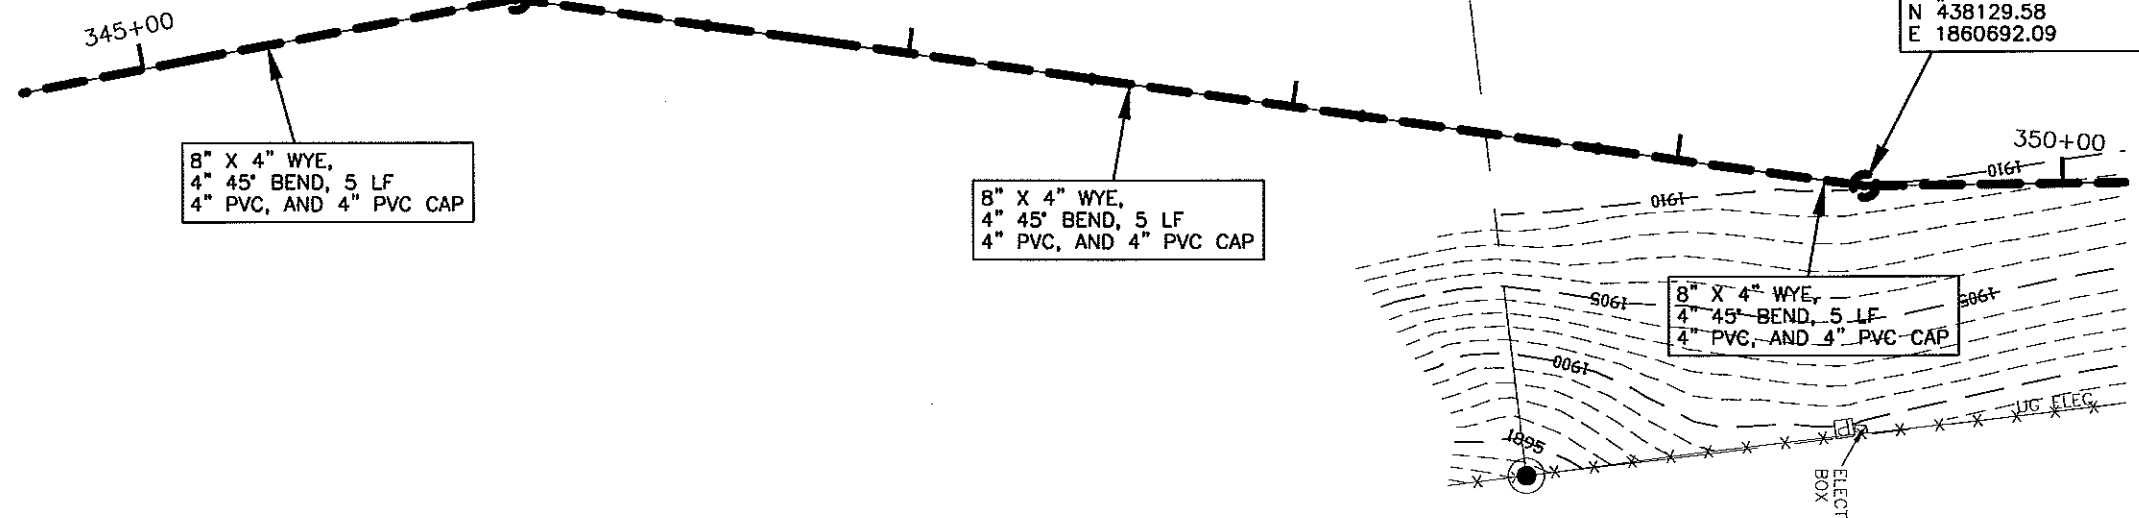 345+00
N 438129.58
E 1860692.09
350+00
1910
1910
8" X 4" WYE,
4" 45° BEND, 5 LF
4" PVC, AND 4" PVC CAP
8" X 4" WYE,
4" 45° BEND, 5 LF
4" PVC, AND 4" PVC CAP
8" X 4" WYE,
4" 45° BEND, 5 LF
4" PVC, AND 4" PVC CAP
1905
1905
1900
1895
UG ELEC
ELECT
BOX